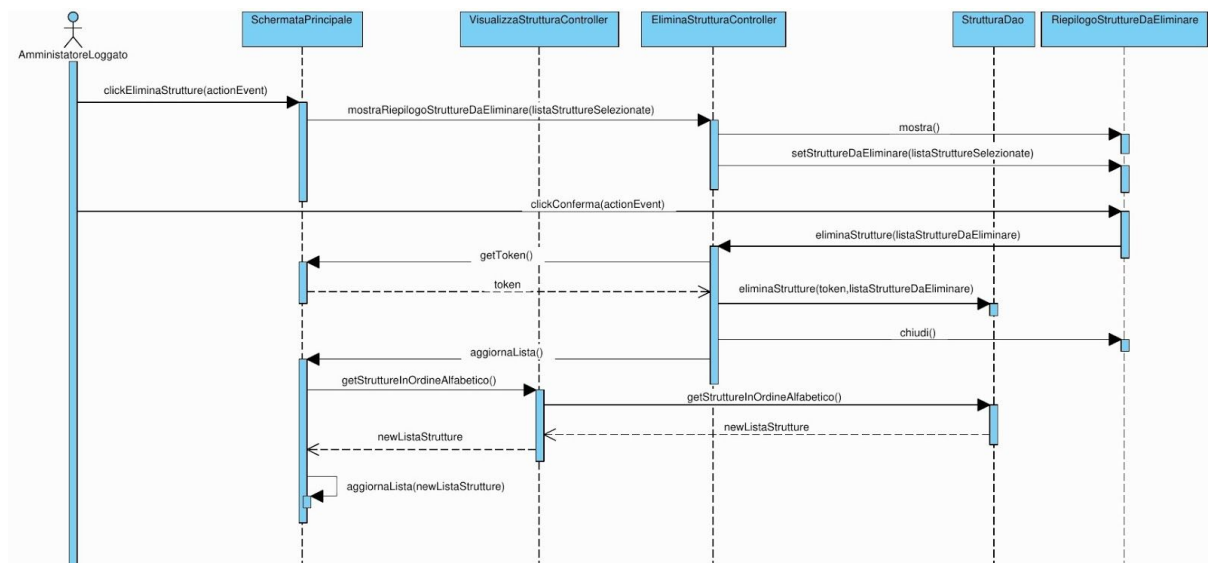 SchermataPrincipale
VisualizzaStrutturaController
EliminaStrutturaController
StrutturaDao
RiepilogoStruttureDaEliminare
AmministatoreLoggato
clickEliminaStrutture(actionEvent)
mostraRiepilogoStruttureDaEliminare(listaStruttureSelezionate)
mostra()
setStruttureDaEliminare(listaStruttureSelezionate)
clickConferma(actionEvent)
eliminaStrutture(listaStruttureDaEliminare)
getToken()
token
eliminaStrutture(token,listaStruttureDaEliminare)
chiudi()
aggiornaLista()
getStruttureInOrdineAlfabetico()
getStruttureInOrdineAlfabetico()
newListaStrutture
newListaStrutture
aggiornaLista(newListaStrutture)